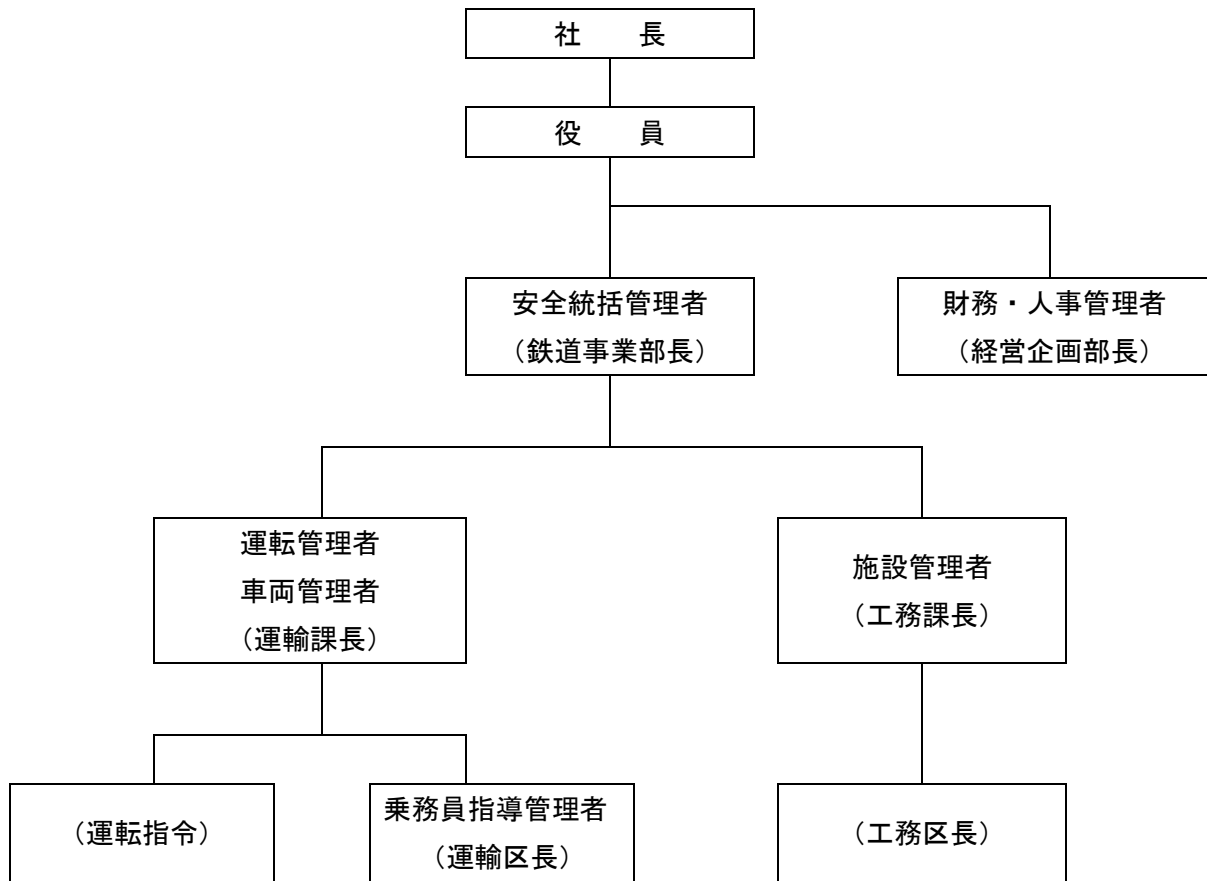 社　　長
役　　員
安全統括管理者
（鉄道事業部長）
財務・人事管理者
（経営企画部長）
運転管理者
車両管理者
（運輸課長）
施設管理者
（工務課長）
（運転指令）
乗務員指導管理者
（運輸区長）
（工務区長）